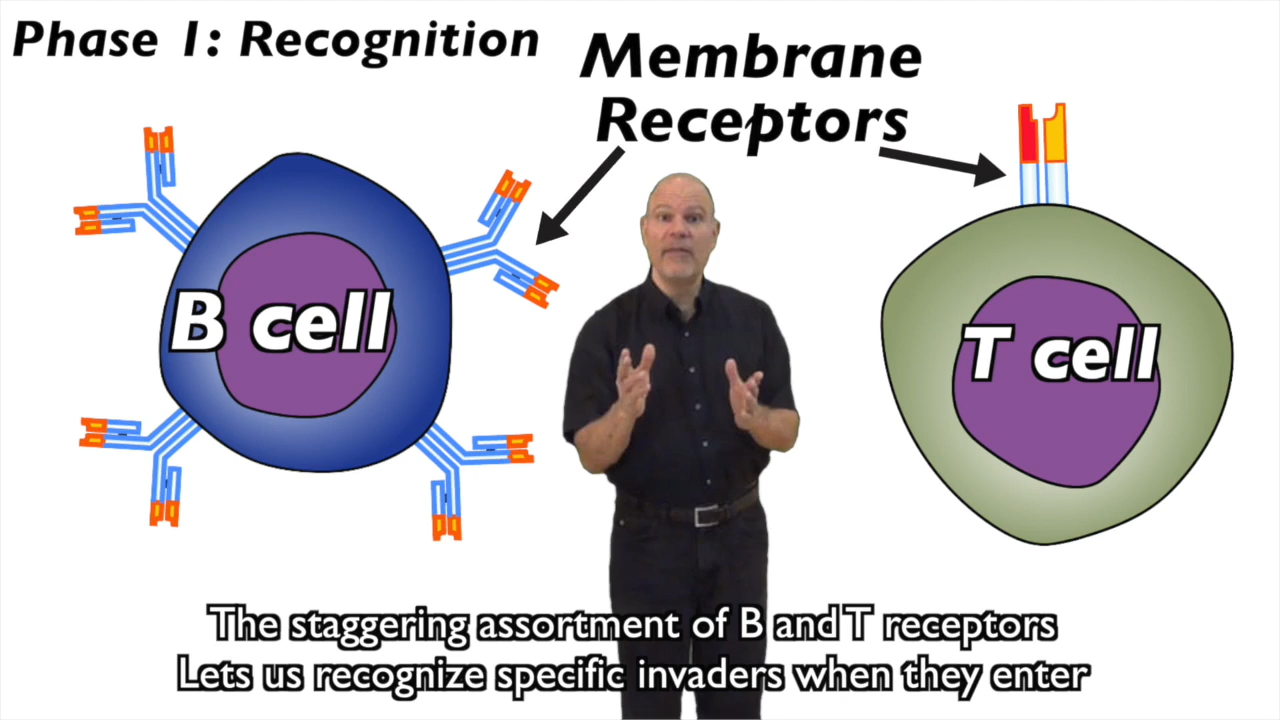 Phase 1: Recognition
Membrane
Receptors
B cell
T cell
The staggering assortment of B and T receptors
Lets us recognize specific invaders when they enter